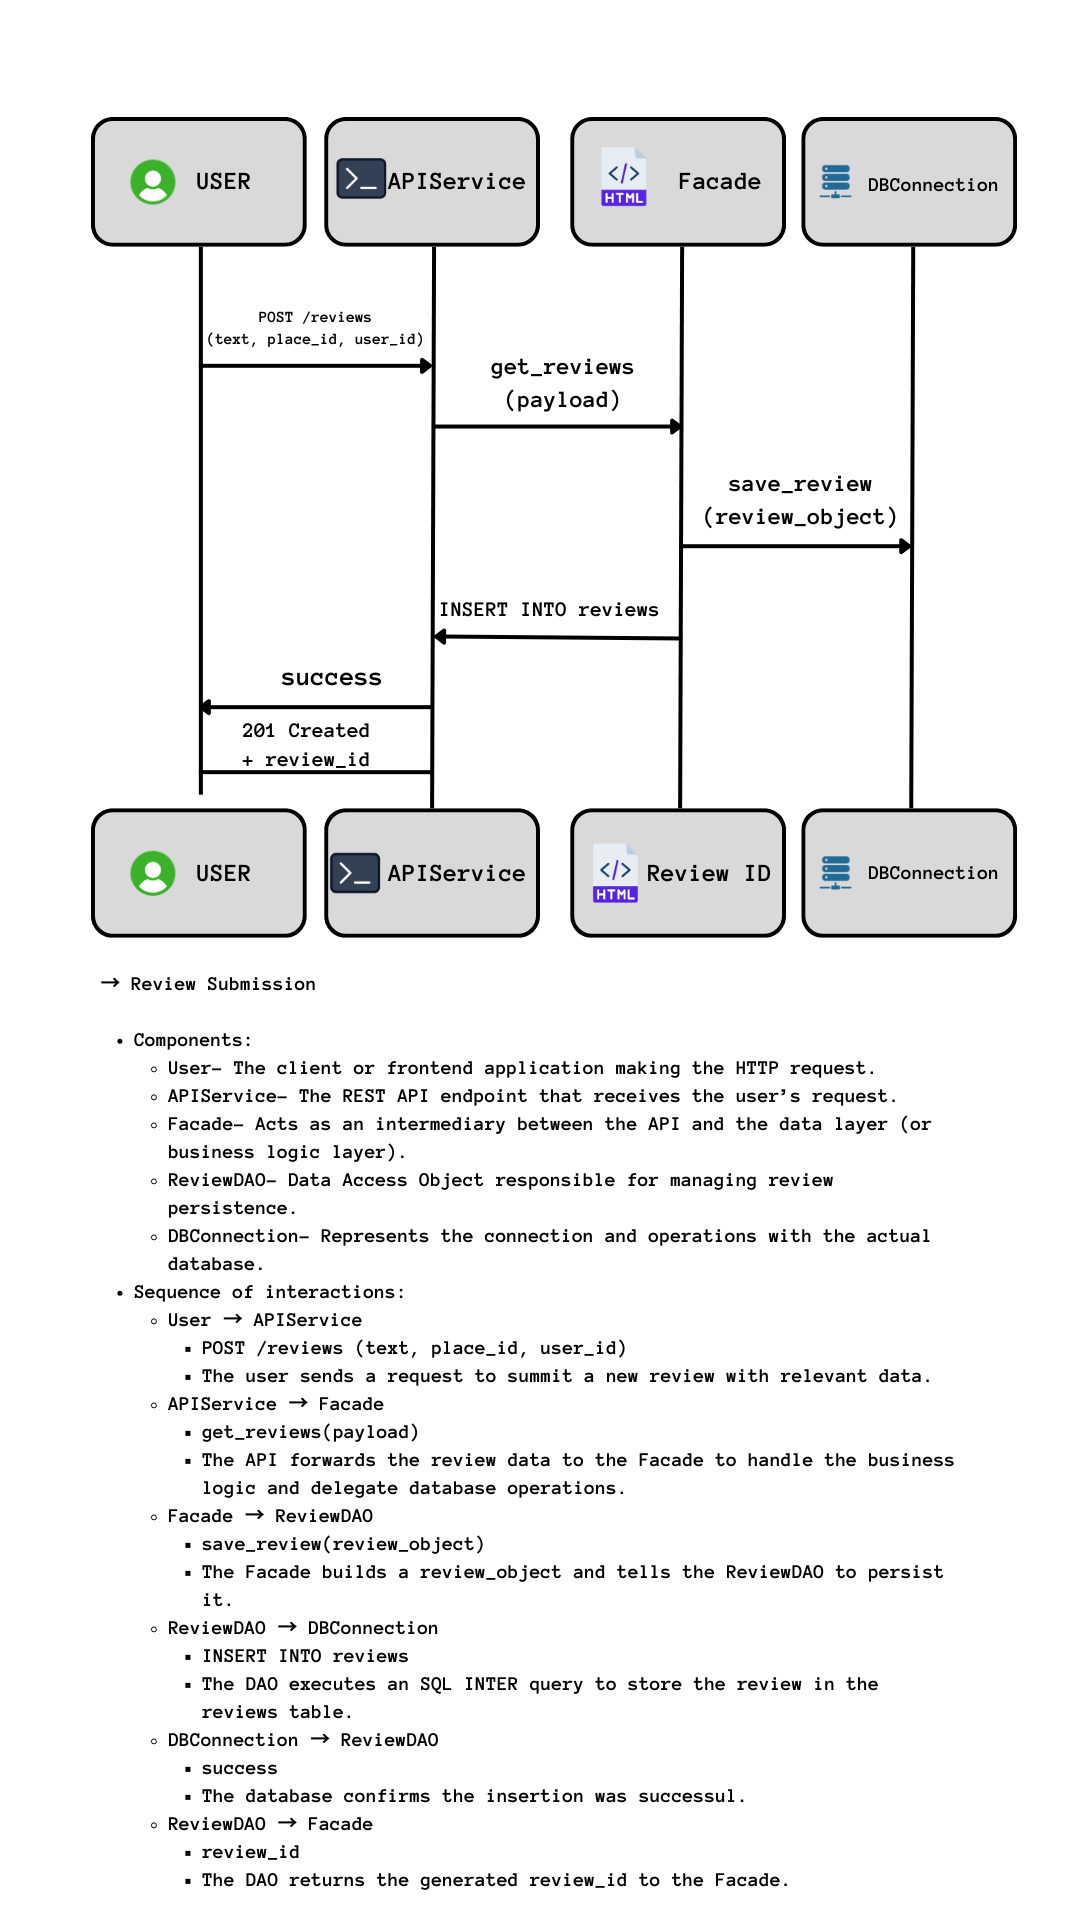 USER
APIService
HTML
Facade
DBConnection
POST /reviews
(text, place_id, user_id)
get_reviews
(payload)
save_review
(review_object)
INSERT INTO reviews
success
201 Created
+ review_id
USER
APIService
HTML
Review ID
DBConnection
→ Review Submission
• Components:
◦ User– The client or frontend application making the HTTP request.
◦ APIService– The REST API endpoint that receives the user’s request.
◦ Facade– Acts as an intermediary between the API and the data layer (or
business logic layer).
◦ ReviewDAO– Data Access Object responsible for managing review
persistence.
◦ DBConnection– Represents the connection and operations with the actual
database.
• Sequence of interactions:
◦ User → APIService
▪ POST /reviews (text, place_id, user_id)
▪ The user sends a request to summit a new review with relevant data.
◦ APIService → Facade
▪ get_reviews(payload)
▪ The API forwards the review data to the Facade to handle the business
logic and delegate database operations.
◦ Facade → ReviewDAO
▪ save_review(review_object)
▪ The Facade builds a review_object and tells the ReviewDAO to persist
it.
◦ ReviewDAO → DBConnection
▪ INSERT INTO reviews
▪ The DAO executes an SQL INTER query to store the review in the
reviews table.
◦ DBConnection → ReviewDAO
▪ success
▪ The database confirms the insertion was successul.
◦ ReviewDAO → Facade
▪ review_id
▪ The DAO returns the generated review_id to the Facade.